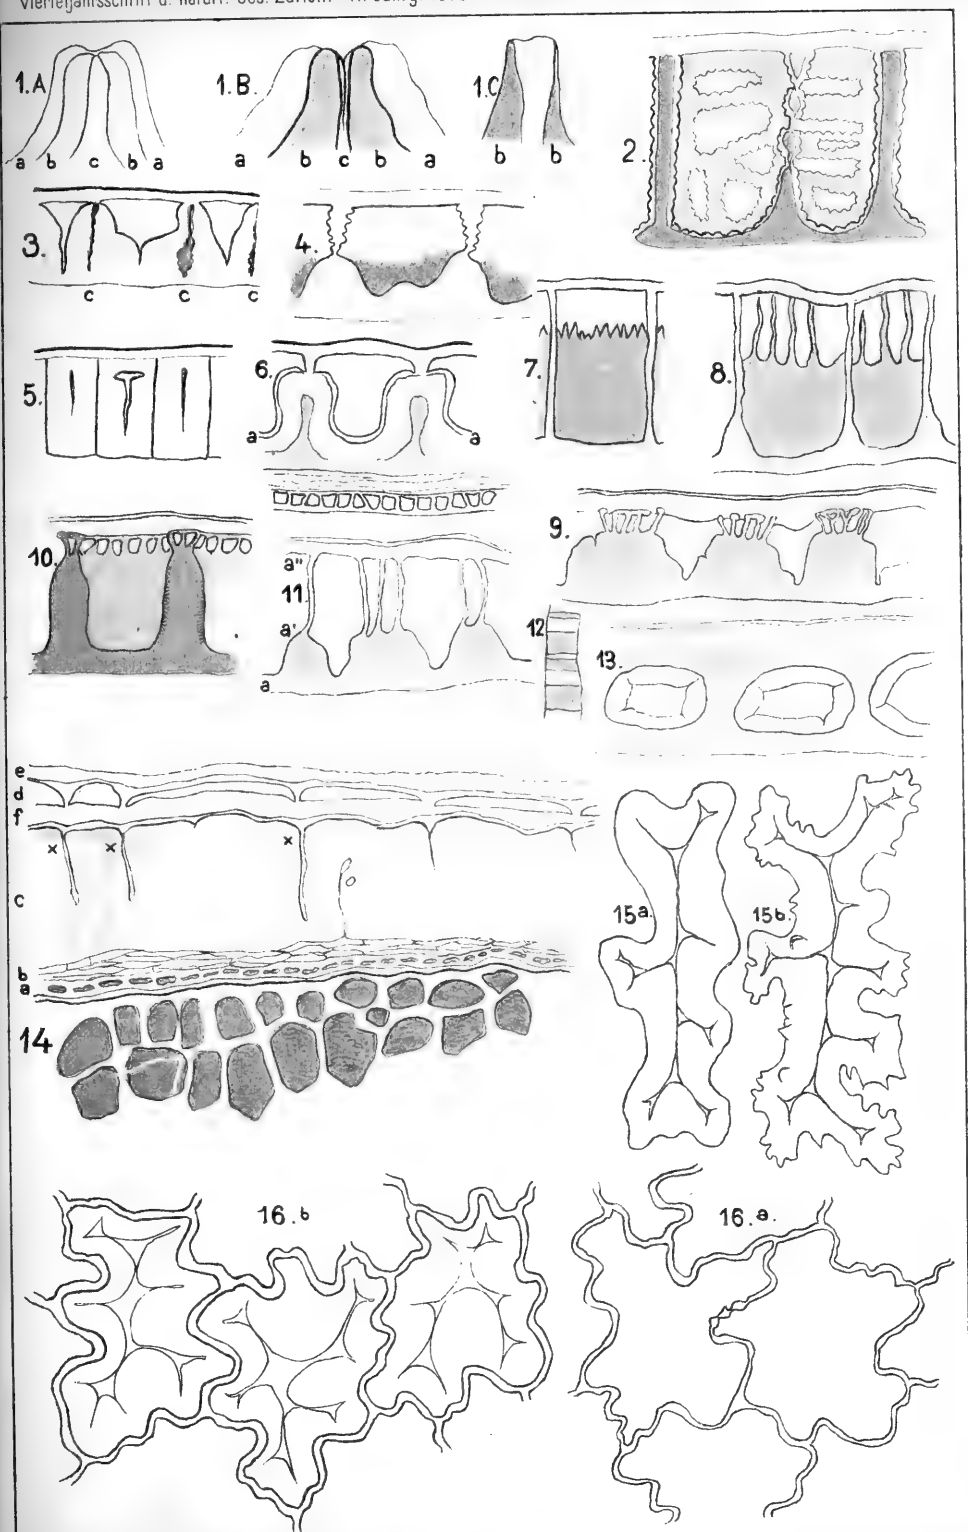 Vierteljahrsschrift d. naturf. Ges. Zürich.
1.A
a b c b a
1.B.
a b c b a
1.C
b b
2.
3.
c c c
4.
5.
6.
a a
7.
8.
9.
10.
11.
a"
a'
a
12
13.
e
d
f
x x x
c
b
a
14
15a.
15b.
16.b
16.a.